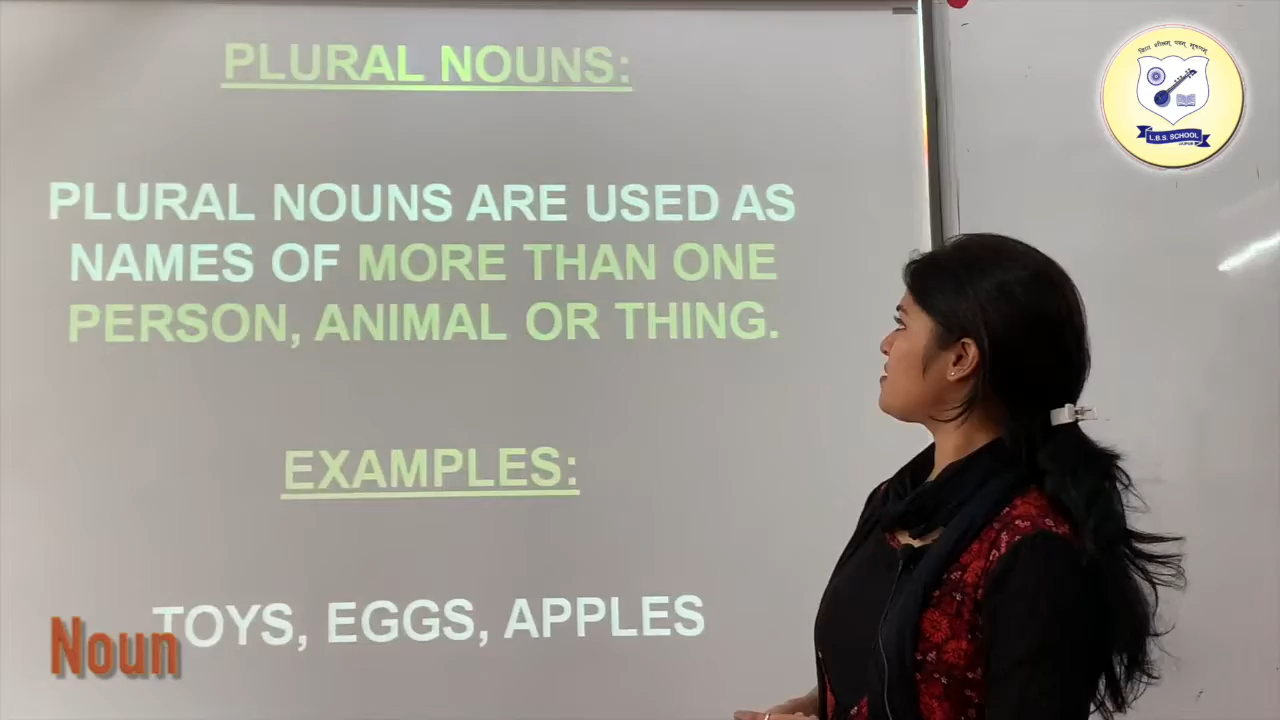 PLURAL NOUNS:
PLURAL NOUNS ARE USED AS
NAMES OF MORE THAN ONE
PERSON, ANIMAL OR THING.
EXAMPLES:
TOYS, EGGS, APPLES
Noun
L.B.S. SCHOOL
JAIPUR